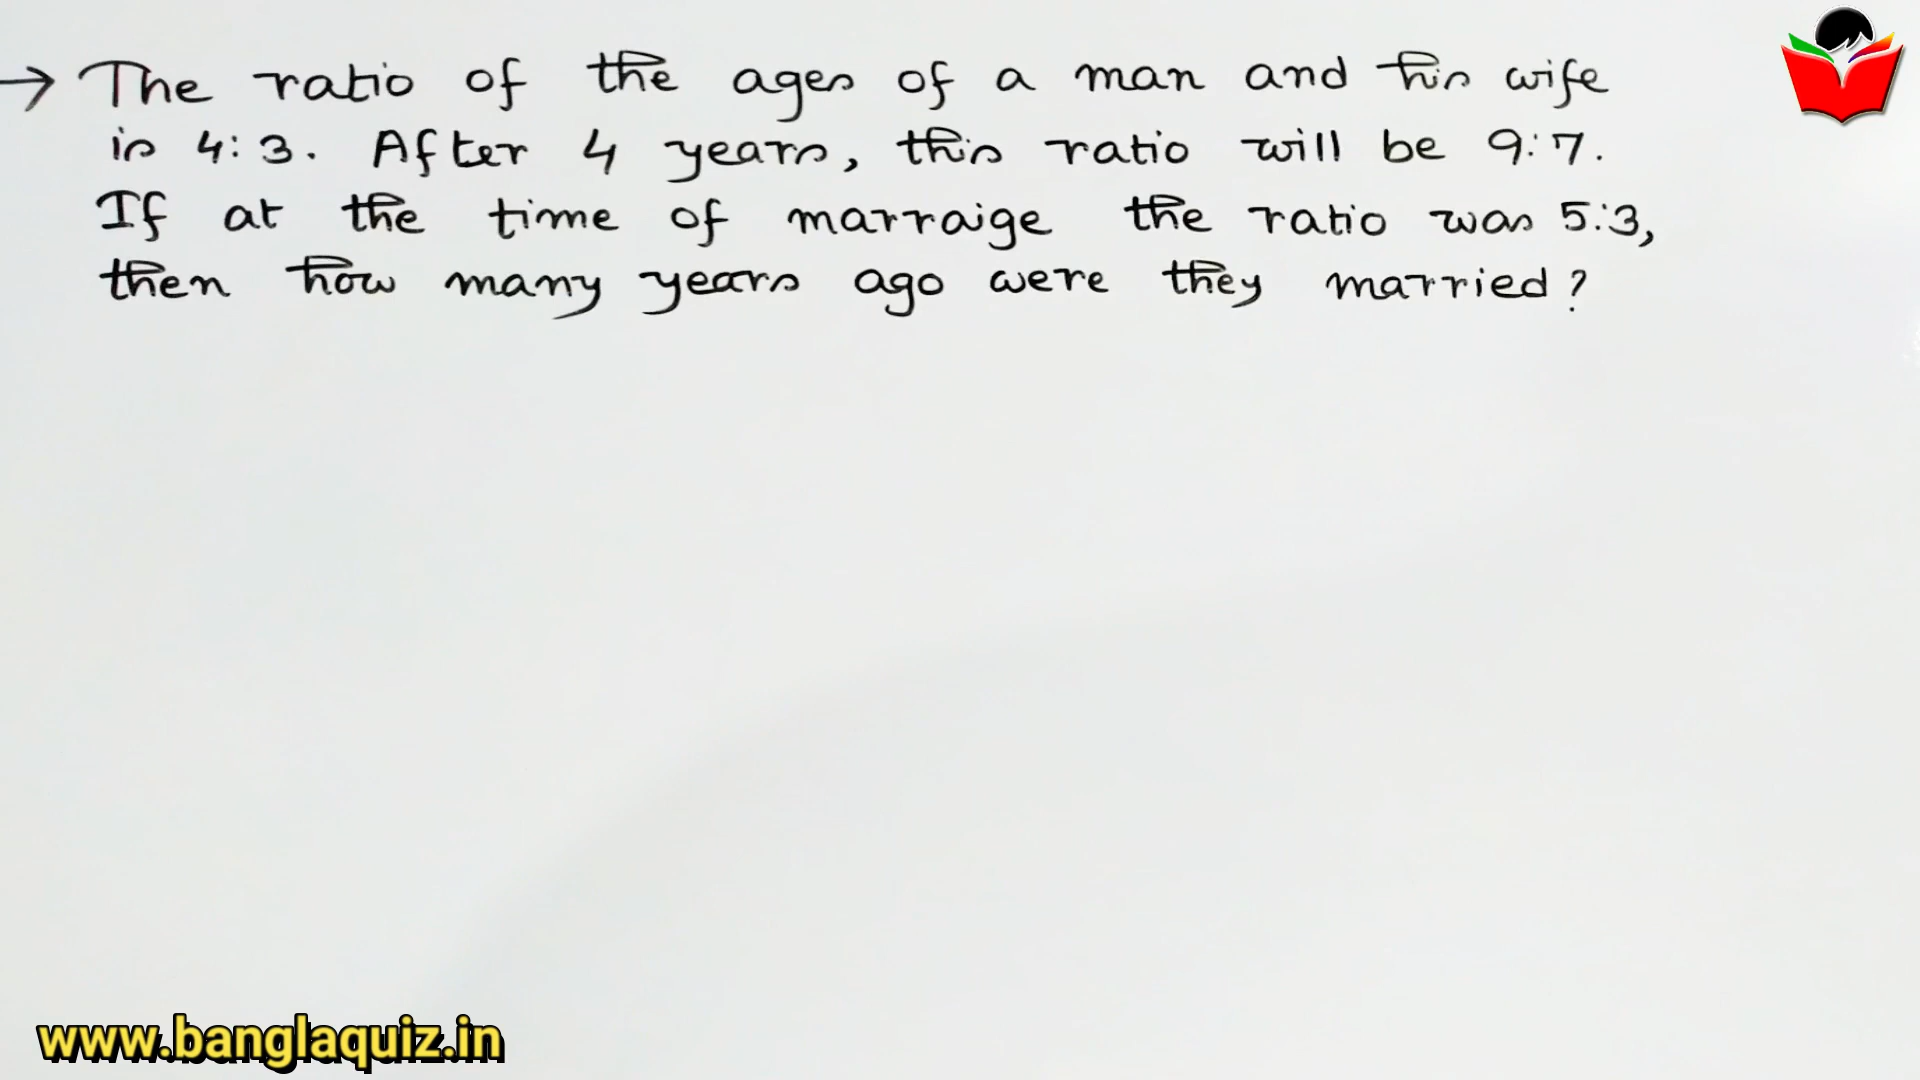 → The ratio of the ages of a man and his wife
is 4:3. After 4 years, this ratio will be 9:7.
If at the time of marraige the ratio was 5:3,
then how many years ago were they married?
www.banglaquiz.in